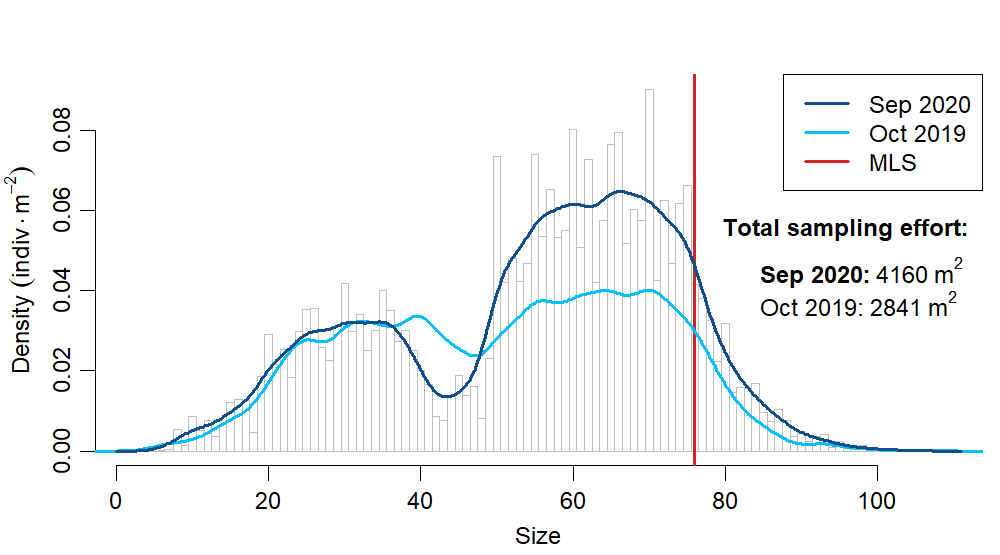 Sep 2020
Oct 2019
MLS
Total sampling effort:
Sep 2020: 4160 m²
Oct 2019: 2841 m²
Density (indiv · m⁻²)
0.08
0.06
0.04
0.02
0.00
0 20 40 60 80 100
Size